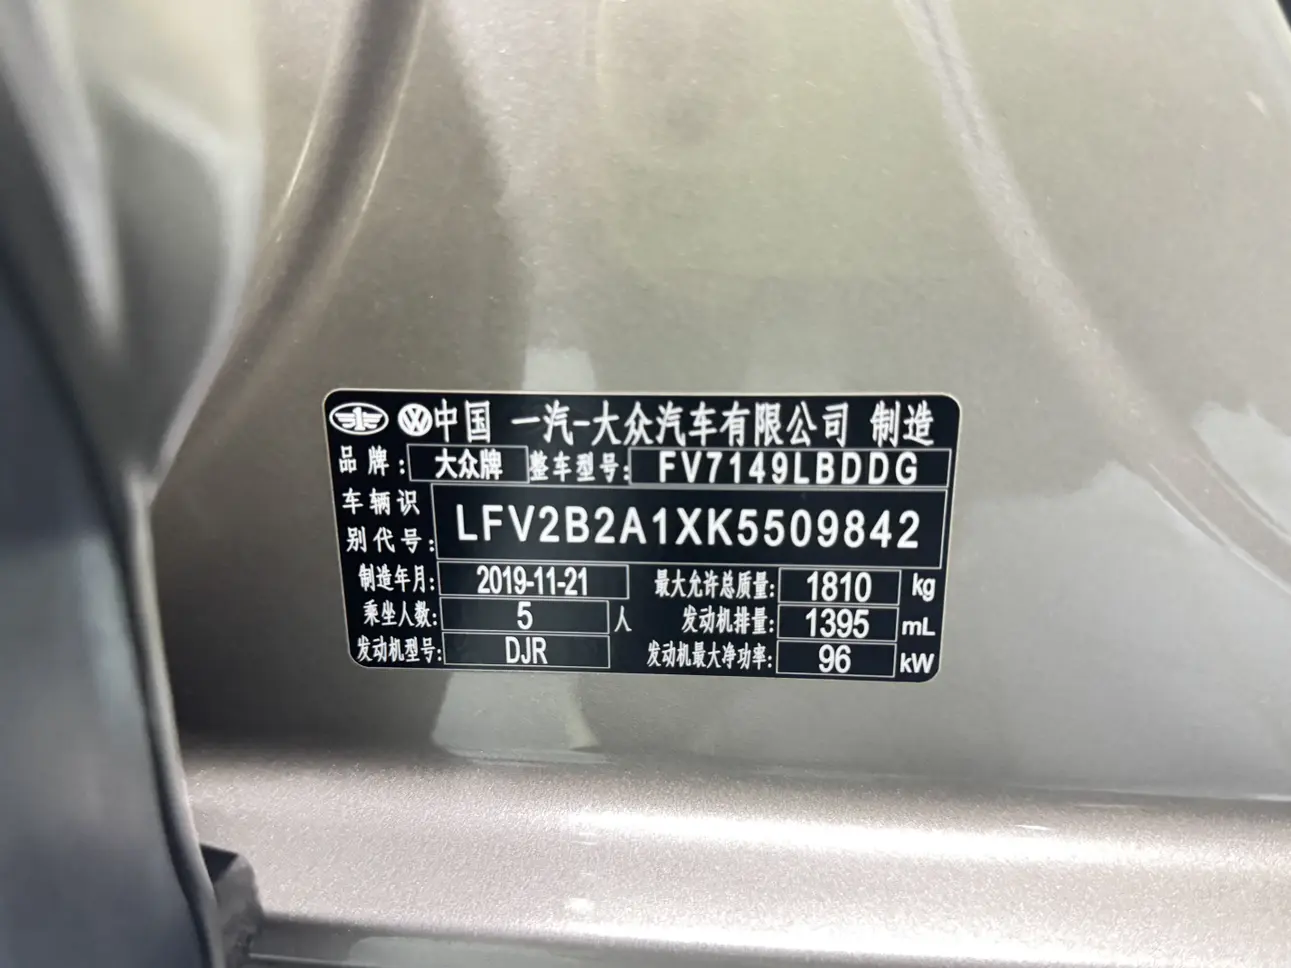 中国 一汽-大众汽车有限公司 制造
品牌: 大众牌 整车型号: FV7149LBDDG
车辆识别代号: LFV2B2A1XK5509842
制造年月: 2019-11-21 最大允许总质量: 1810 kg
乘坐人数: 5 人 发动机排量: 1395 mL
发动机型号: DJR 发动机最大净功率: 96 kW